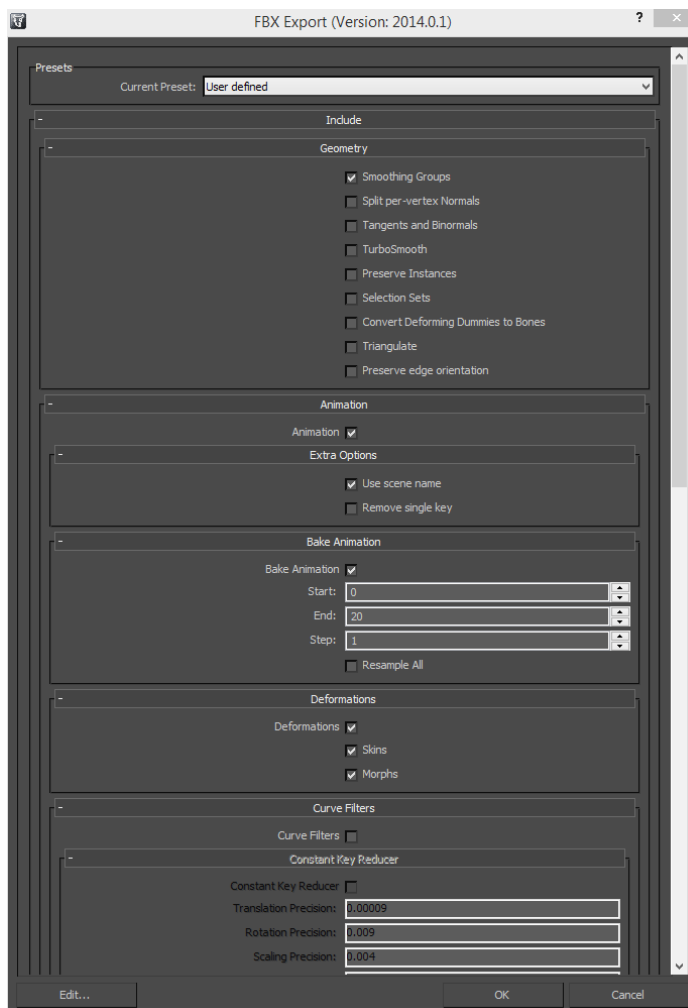 FBX Export (Version: 2014.0.1)
?
Presets
Current Preset: User defined
- Include
- Geometry
Smoothing Groups
Split per-vertex Normals
Tangents and Binormals
TurboSmooth
Preserve Instances
Selection Sets
Convert Deforming Dummies to Bones
Triangulate
Preserve edge orientation
- Animation
Animation
- Extra Options
Use scene name
Remove single key
- Bake Animation
Bake Animation
Start: 0
End: 20
Step: 1
Resample All
- Deformations
Deformations
Skins
Morphs
- Curve Filters
Curve Filters
- Constant Key Reducer
Constant Key Reducer
Translation Precision: 0.00009
Rotation Precision: 0.009
Scaling Precision: 0.004
Edit... OK Cancel